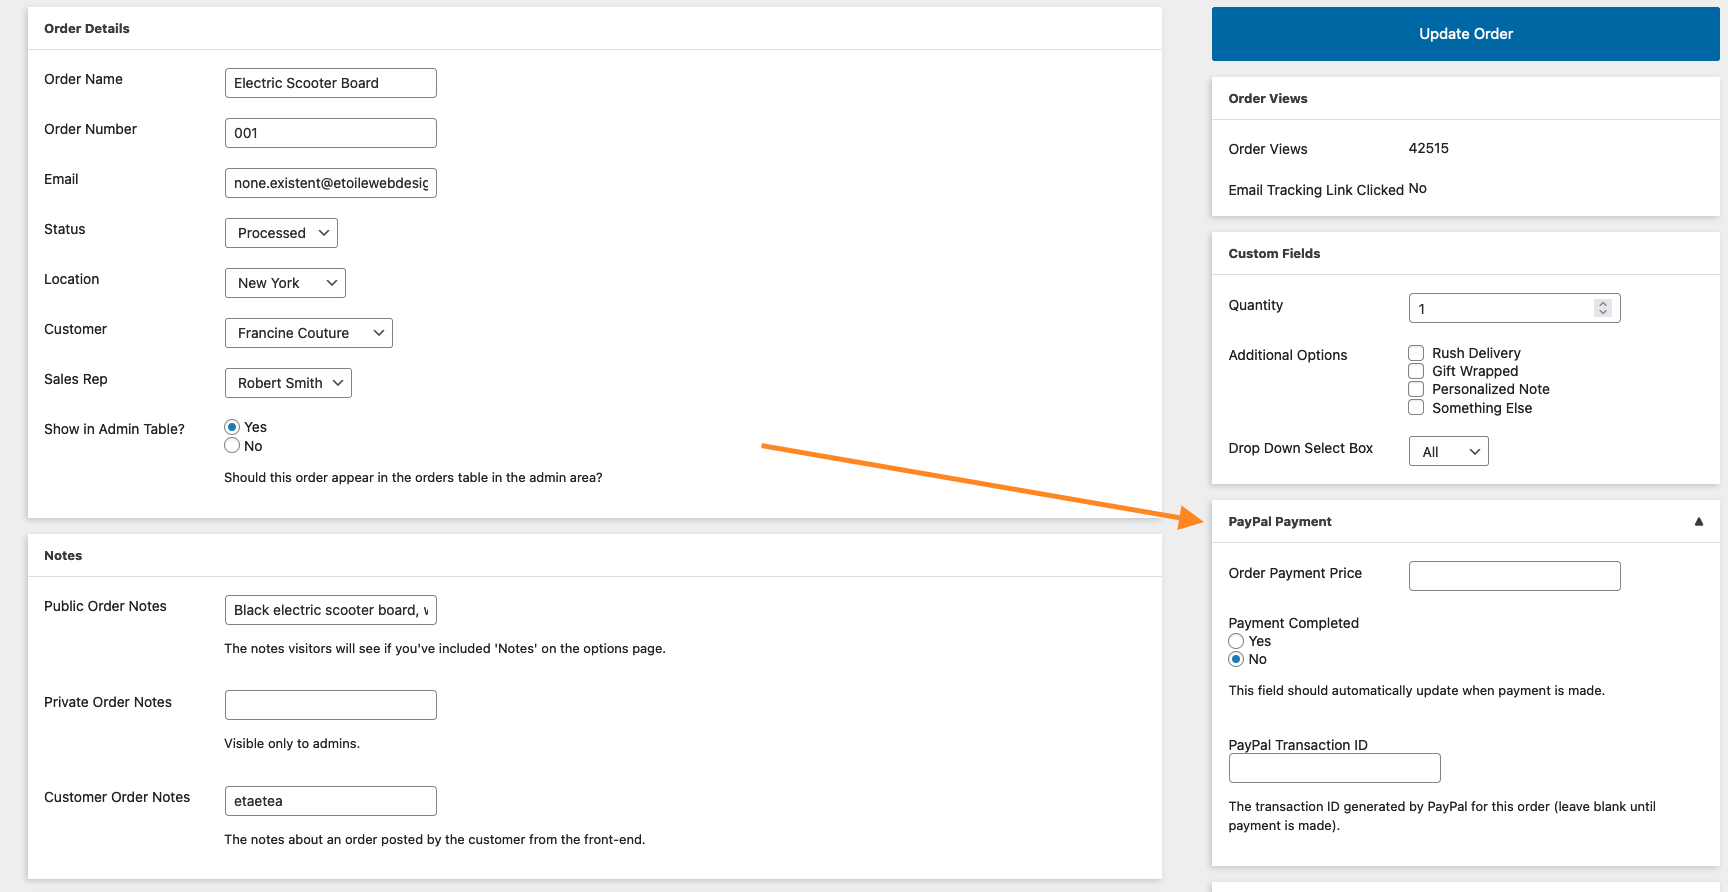 Order Details
Order Name
Electric Scooter Board
Order Number
001
Email
none.existent@etoilewebdesig
Status
Processed
Location
New York
Customer
Francine Couture
Sales Rep
Robert Smith
Show in Admin Table?
Yes
No
Should this order appear in the orders table in the admin area?
Notes
Public Order Notes
Black electric scooter board, w
The notes visitors will see if you've included 'Notes' on the options page.
Private Order Notes
Visible only to admins.
Customer Order Notes
etaetea
The notes about an order posted by the customer from the front-end.
Update Order
Order Views
Order Views
42515
Email Tracking Link Clicked No
Custom Fields
Quantity
1
Additional Options
Rush Delivery
Gift Wrapped
Personalized Note
Something Else
Drop Down Select Box
All
PayPal Payment
Order Payment Price
Payment Completed
Yes
No
This field should automatically update when payment is made.
PayPal Transaction ID
The transaction ID generated by PayPal for this order (leave blank until
payment is made).